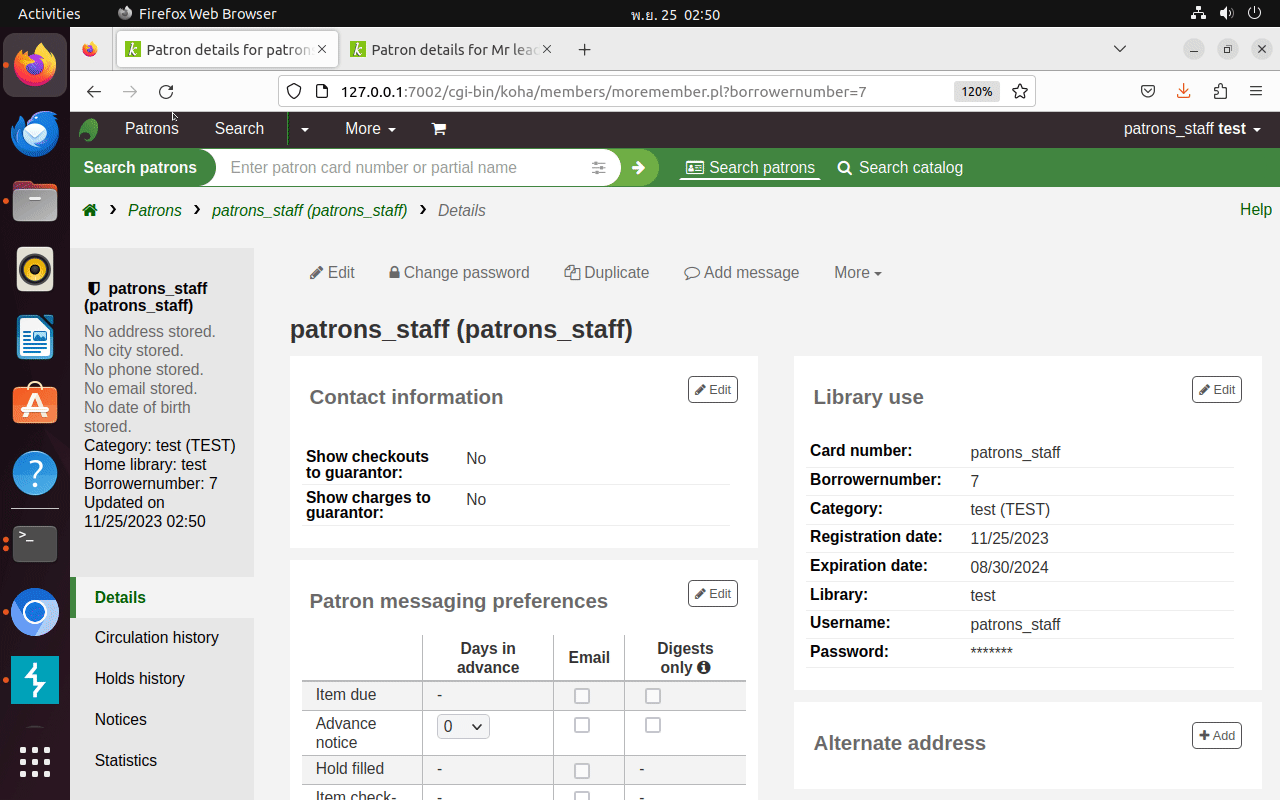 Activities
Firefox Web Browser
พ.ย. 25 02:50
Patron details for patron
Patron details for Mr lea
127.0.0.1:7002/cgi-bin/koha/members/moremember.pl?borrowernumber=7
120%
Patrons
Search
More
patrons_staff test
Search patrons
Enter patron card number or partial name
Search patrons
Search catalog
Patrons
patrons_staff (patrons_staff)
Details
Help
patrons_staff
(patrons_staff)
No address stored.
No city stored.
No phone stored.
No email stored.
No date of birth
stored.
Category: test (TEST)
Home library: test
Borrowernumber: 7
Updated on
11/25/2023 02:50
Details
Circulation history
Holds history
Notices
Statistics
Edit
Change password
Duplicate
Add message
More
patrons_staff (patrons_staff)
Contact information
Edit
Show checkouts
to guarantor:
No
Show charges to
guarantor:
No
Patron messaging preferences
Edit
Days in
advance
Email
Digests
only
Item due
-
Advance
notice
0
Hold filled
-
-
Item check-
-
-
Library use
Edit
Card number:
patrons_staff
Borrowernumber:
7
Category:
test (TEST)
Registration date:
11/25/2023
Expiration date:
08/30/2024
Library:
test
Username:
patrons_staff
Password:
*******
Alternate address
Add